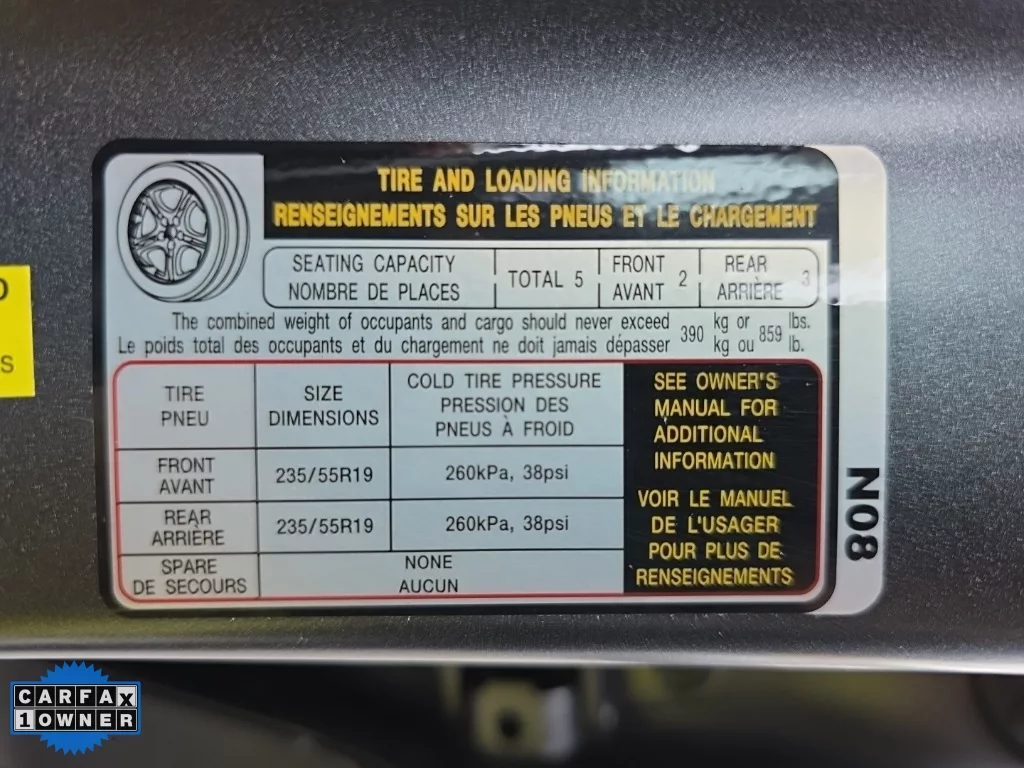 TIRE AND LOADING INFORMATION
RENSEIGNEMENTS SUR LES PNEUS ET LE CHARGEMENT
SEATING CAPACITY
NOMBRE DE PLACES
TOTAL 5
FRONT
AVANT
2
REAR
ARRIÈRE
3
The combined weight of occupants and cargo should never exceed
Le poids total des occupants et du chargement ne doit jamais dépasser
390
kg or
kg ou
859
lbs.
lb.
TIRE
PNEU
SIZE
DIMENSIONS
COLD TIRE PRESSURE
PRESSION DES
PNEUS À FROID
FRONT
AVANT
235/55R19
260kPa, 38psi
REAR
ARRIÈRE
235/55R19
260kPa, 38psi
SPARE
DE SECOURS
NONE
AUCUN
SEE OWNER'S
MANUAL FOR
ADDITIONAL
INFORMATION
VOIR LE MANUEL
DE L'USAGER
POUR PLUS DE
RENSEIGNEMENTS
N08
CARFAX
1 OWNER